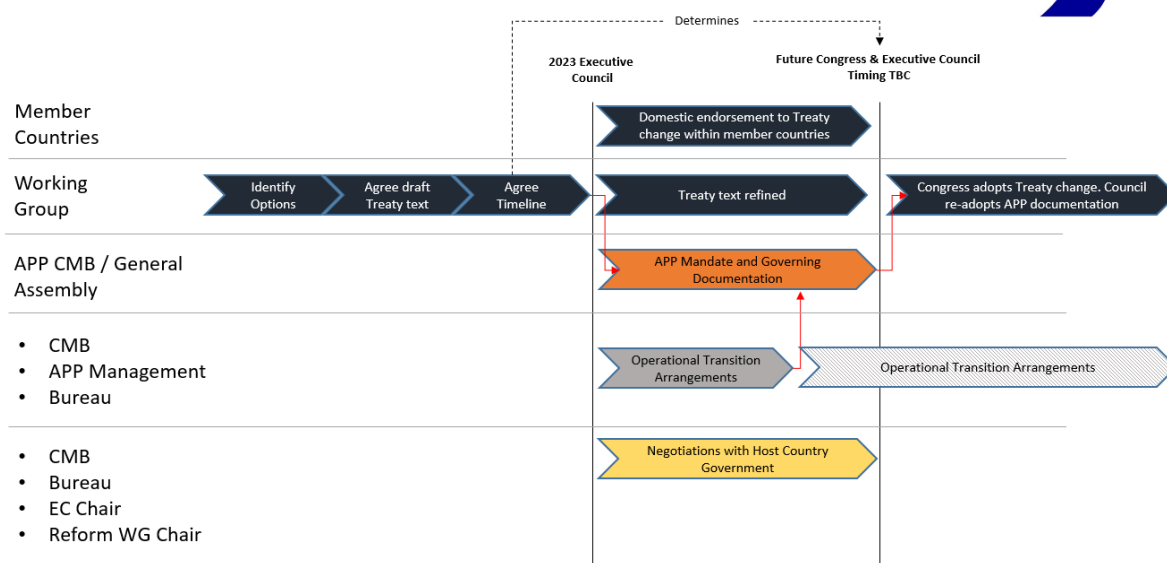 Determines
2023 Executive
Council
Future Congress & Executive Council
Timing TBC
Member
Countries
Domestic endorsement to Treaty
change within member countries
Working
Group
Identify
Options
Agree draft
Treaty text
Agree
Timeline
Treaty text refined
Congress adopts Treaty change. Council
re-adopts APP documentation
APP CMB / General
Assembly
APP Mandate and Governing
Documentation
• CMB
• APP Management
• Bureau
Operational Transition
Arrangements
Operational Transition Arrangements
• CMB
• Bureau
• EC Chair
• Reform WG Chair
Negotiations with Host Country
Government